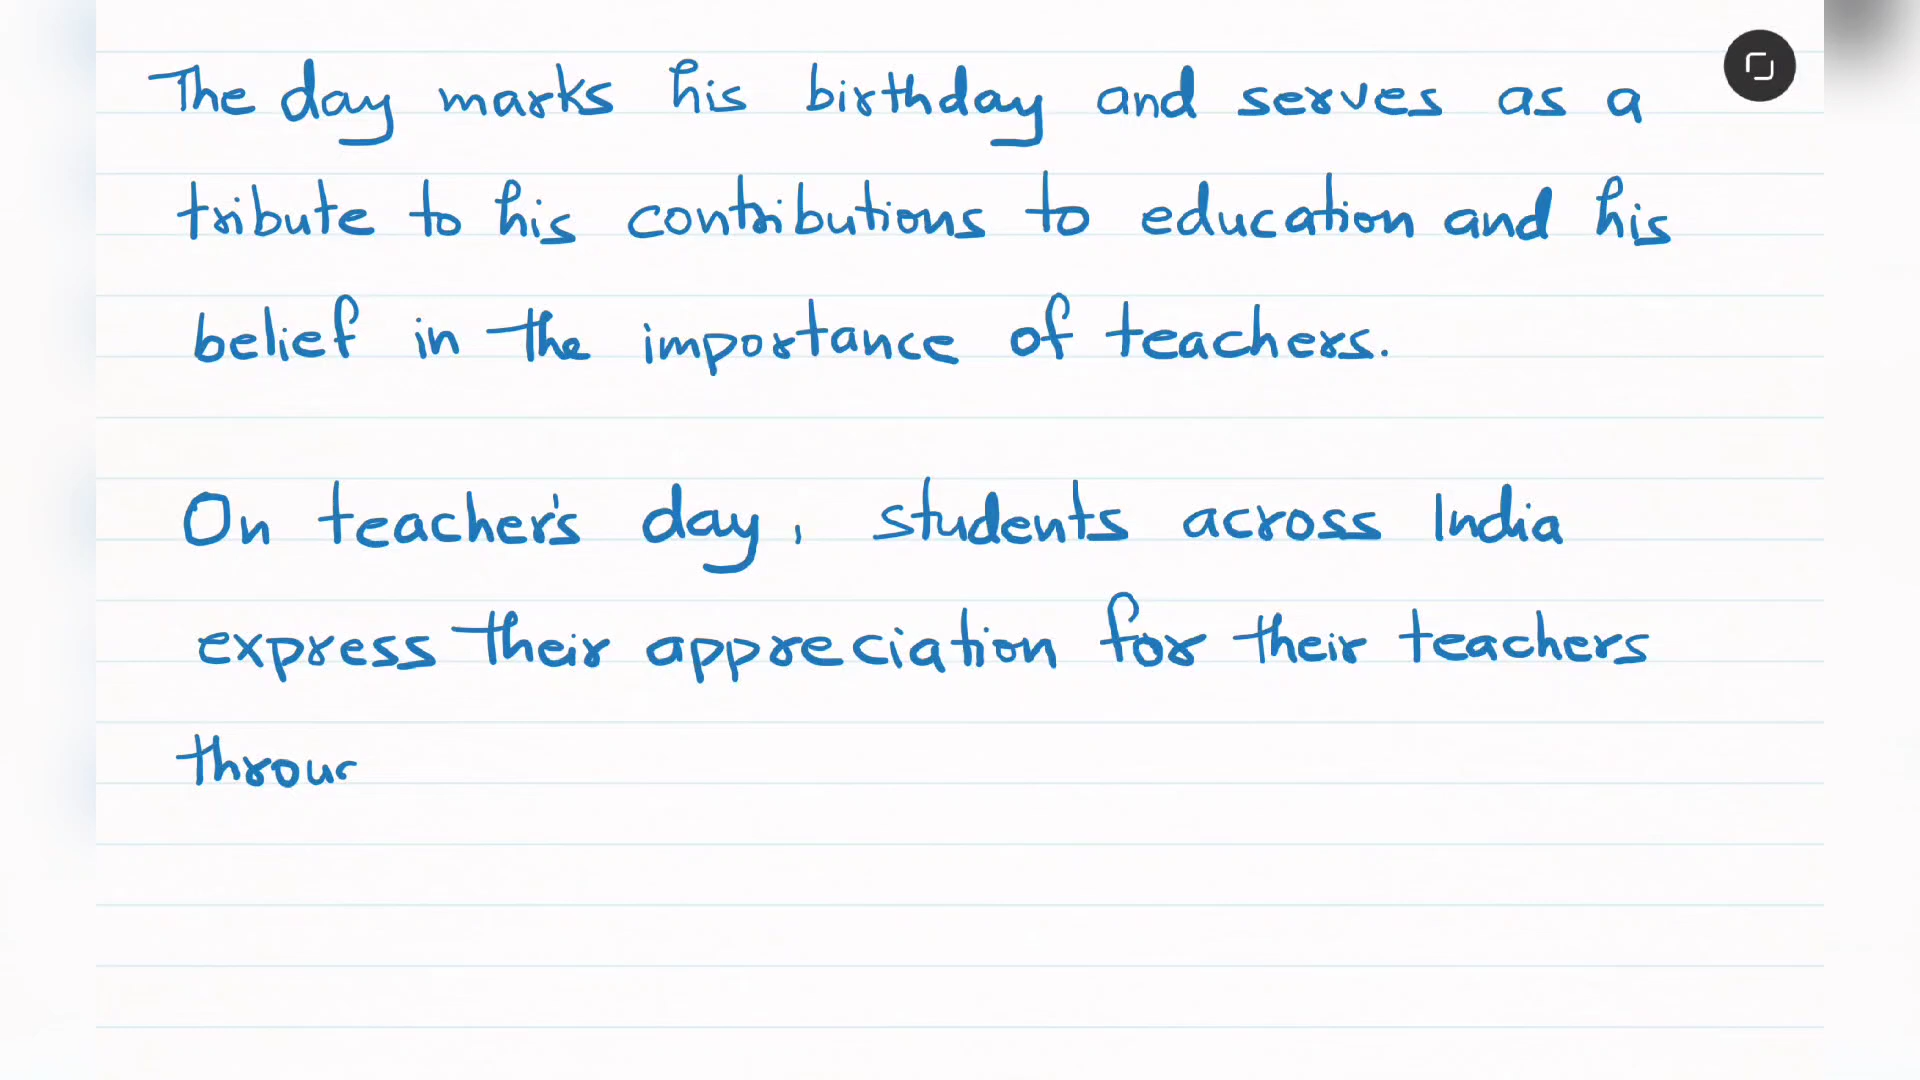 The day marks his birthday and serves as a
tribute to his contributions to education and his
belief in the importance of teachers.
On teacher's day, students across India
express their appreciation for their teachers
throuc